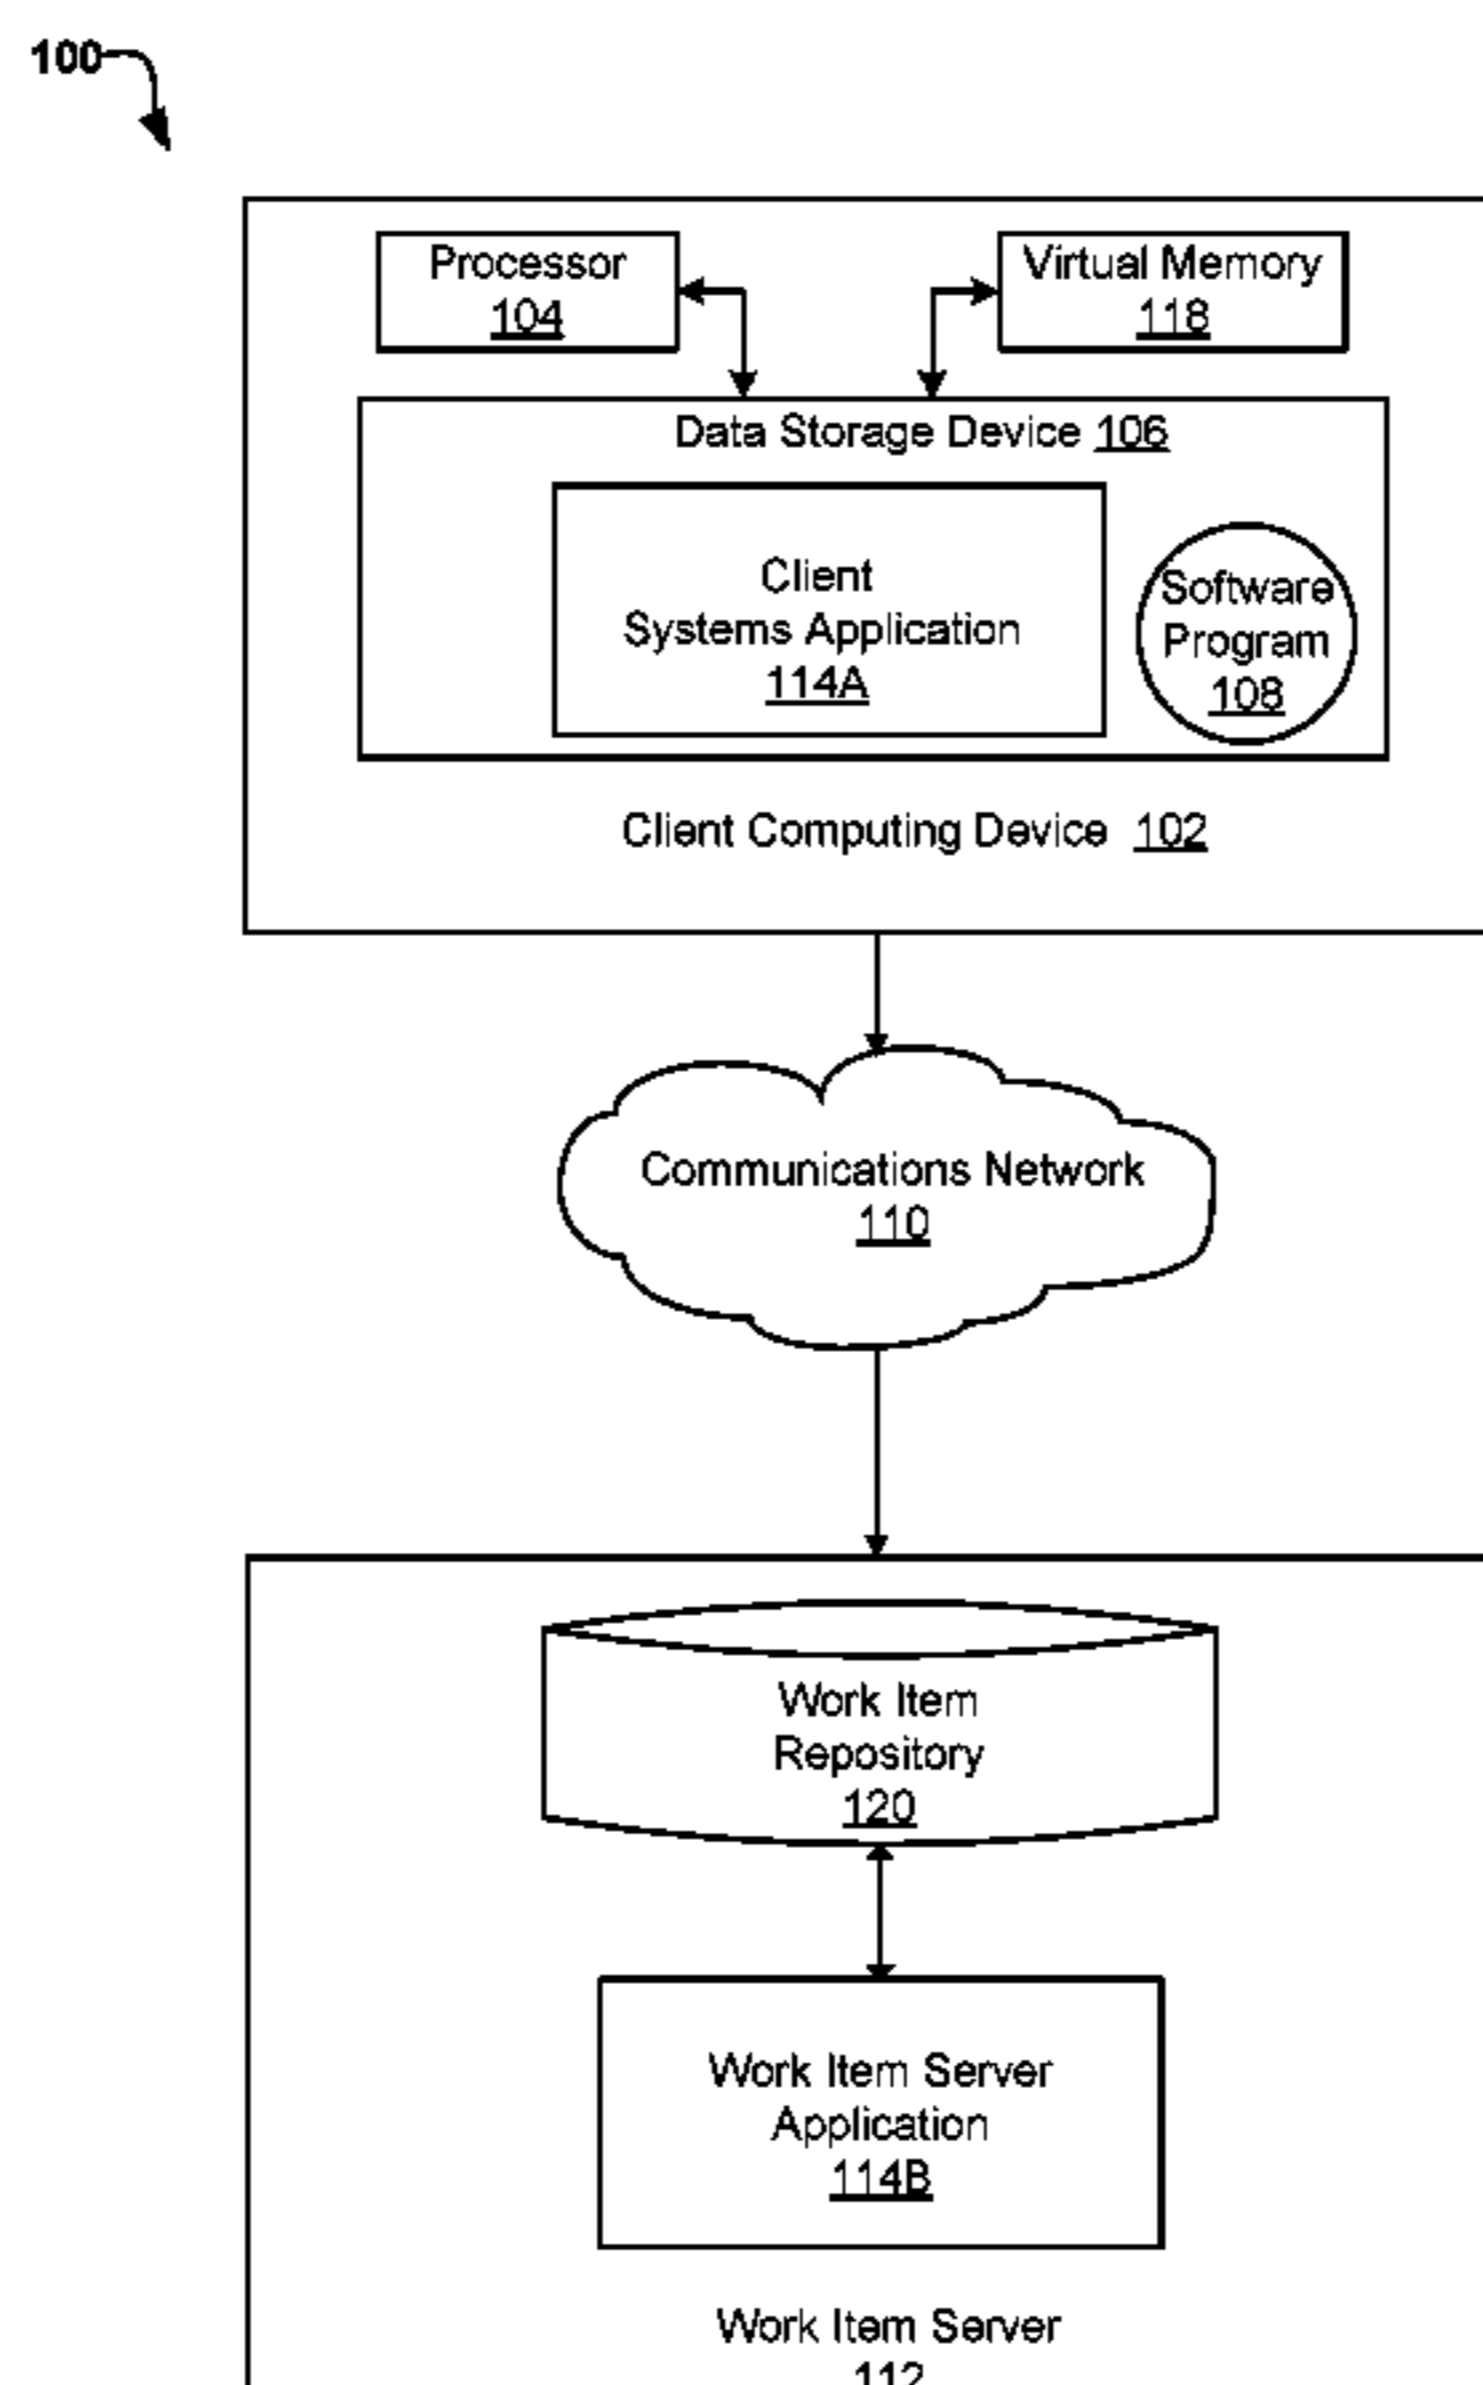 100
Processor
104
Virtual Memory
118
Data Storage Device 106
Client
Systems Application
114A
Software
Program
108
Client Computing Device 102
Communications Network
110
Work Item
Repository
120
Work Item Server
Application
114B
Work Item Server
112